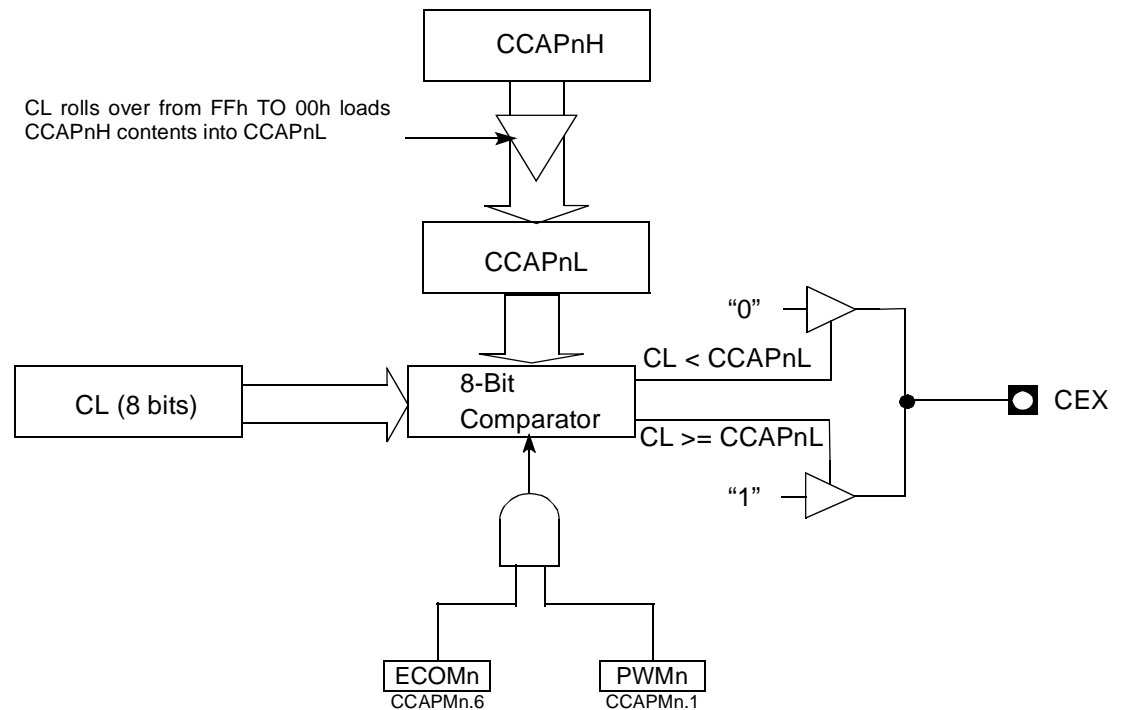 CCAPnH
CL rolls over from FFh TO 00h loads
CCAPnH contents into CCAPnL
CCAPnL
“0”
CL < CCAPnL
CL (8 bits)
8-Bit
Comparator
CEX
CL >= CCAPnL
“1”
ECOMn
PWMn
CCAPMn.6
CCAPMn.1